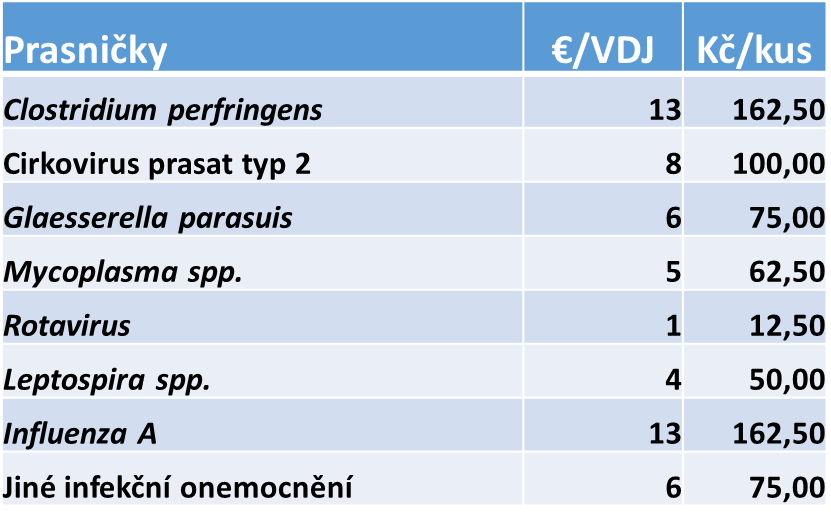 Prasničky €/VDJ Kč/kus
Clostridium perfringens 13 162,50
Cirkovirus prasat typ 2 8 100,00
Glaesserella parasuis 6 75,00
Mycoplasma spp. 5 62,50
Rotavirus 1 12,50
Leptospira spp. 4 50,00
Influenza A 13 162,50
Jiné infekční onemocnění 6 75,00